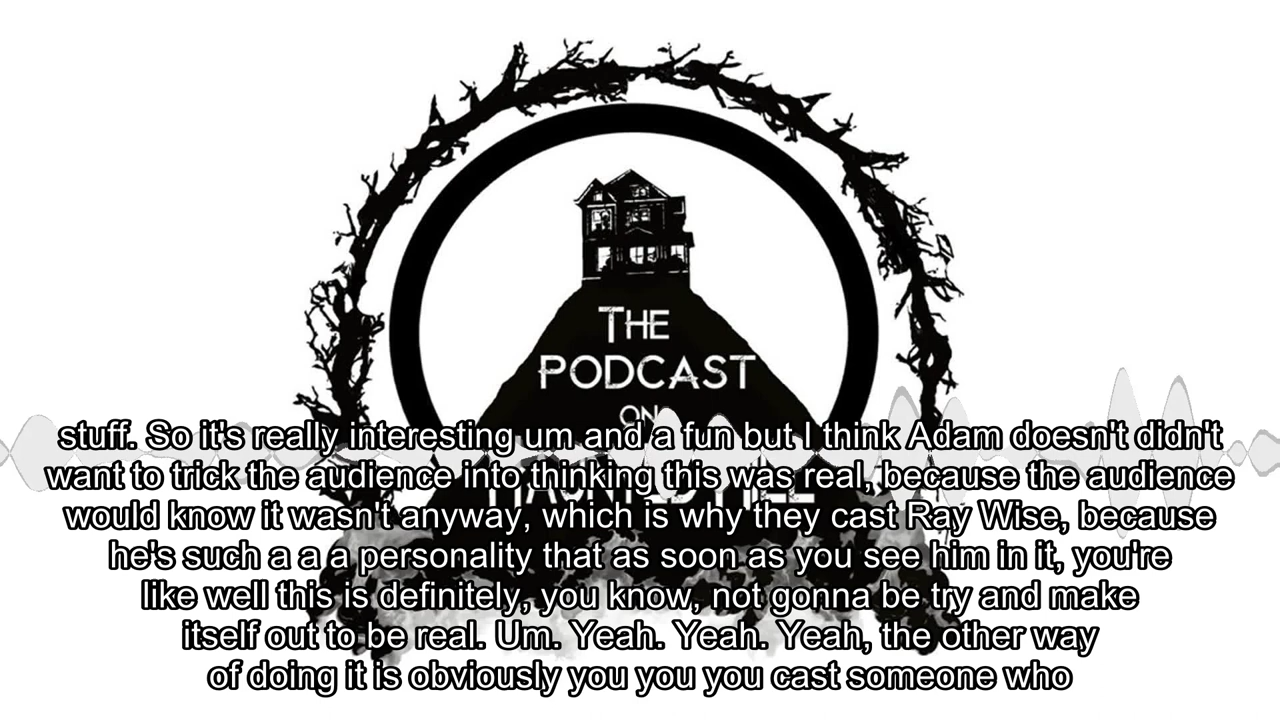 THE
PODCAST
ON
HAUNTED HILL
stuff. So it's really interesting um and a fun but I think Adam doesn't didn't
want to trick the audience into thinking this was real, because the audience
would know it wasn't anyway, which is why they cast Ray Wise, because
he's such a a a personality that as soon as you see him in it, you're
like well this is definitely, you know, not gonna be try and make
itself out to be real. Um. Yeah. Yeah. Yeah, the other way
of doing it is obviously you you you cast someone who